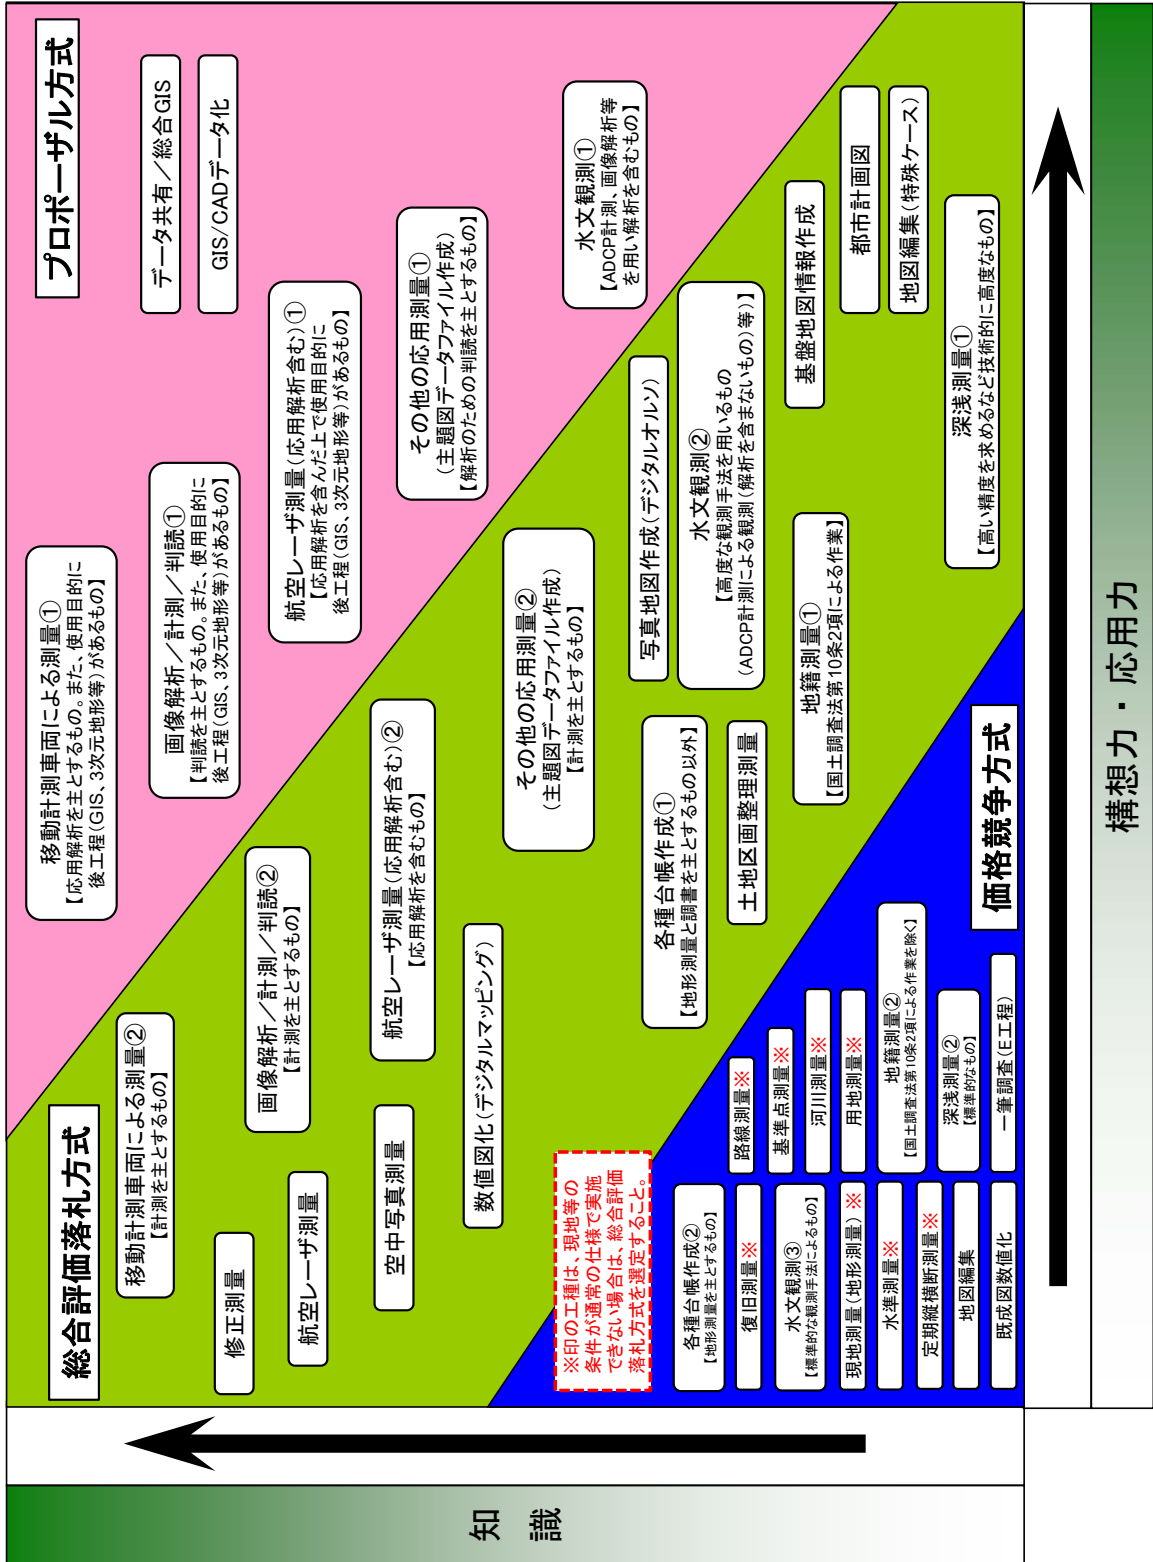 プロポーザル方式
データ共有／総合GIS
GIS/CADデータ化
移動計測車両による測量①
【応用解析を主とするもの。また、使用目的に
後工程(GIS、3次元地形等)があるもの】
画像解析／計測／判読①
【判読を主とするもの。また、使用目的に
後工程(GIS、3次元地形等)があるもの】
航空レーザ測量(応用解析含む)①
【応用解析を含んだ上で使用目的に
後工程(GIS、3次元地形等)があるもの】
その他の応用測量①
(主題図データファイル作成)
【解析のための判読を主とするもの】
水文観測①
【ADCP計測、画像解析等
を用い解析を含むもの】
総合評価落札方式
移動計測車両による測量②
【計測を主とするもの】
修正測量
画像解析／計測／判読②
【計測を主とするもの】
航空レーザ測量
航空レーザ測量(応用解析含む)②
【応用解析を含むもの】
空中写真測量
数値図化(デジタルマッピング)
その他の応用測量②
(主題図データファイル作成)
【計測を主とするもの】
写真地図作成(デジタルオルソ)
水文観測②
【高度な観測手法を用いるもの
(ADCP計測による観測(解析を含まないもの)等)】
各種台帳作成①
【地形測量と調書を主とするもの以外】
土地区画整理測量
基盤地図情報作成
地籍測量①
【国土調査法第10条2項による作業】
都市計画図
地図編集(特殊ケース)
深浅測量①
【高い精度を求めるなど技術的に高度なもの】
※印の工種は、現地等の
条件が通常の仕様で実施
できない場合は、総合評価
落札方式を選定すること。
価格競争方式
各種台帳作成②
【地形測量を主とするもの】
路線測量※
復旧測量※
基準点測量※
水文観測③
【標準的な観測手法によるもの】
河川測量※
現地測量(地形測量)※
用地測量※
水準測量※
地籍測量②
【国土調査法第10条2項による作業を除く】
定期縦横断測量※
深浅測量②
【標準的なもの】
地図編集
既成図数値化
一筆調査(E工程)
知　識
構想力・応用力